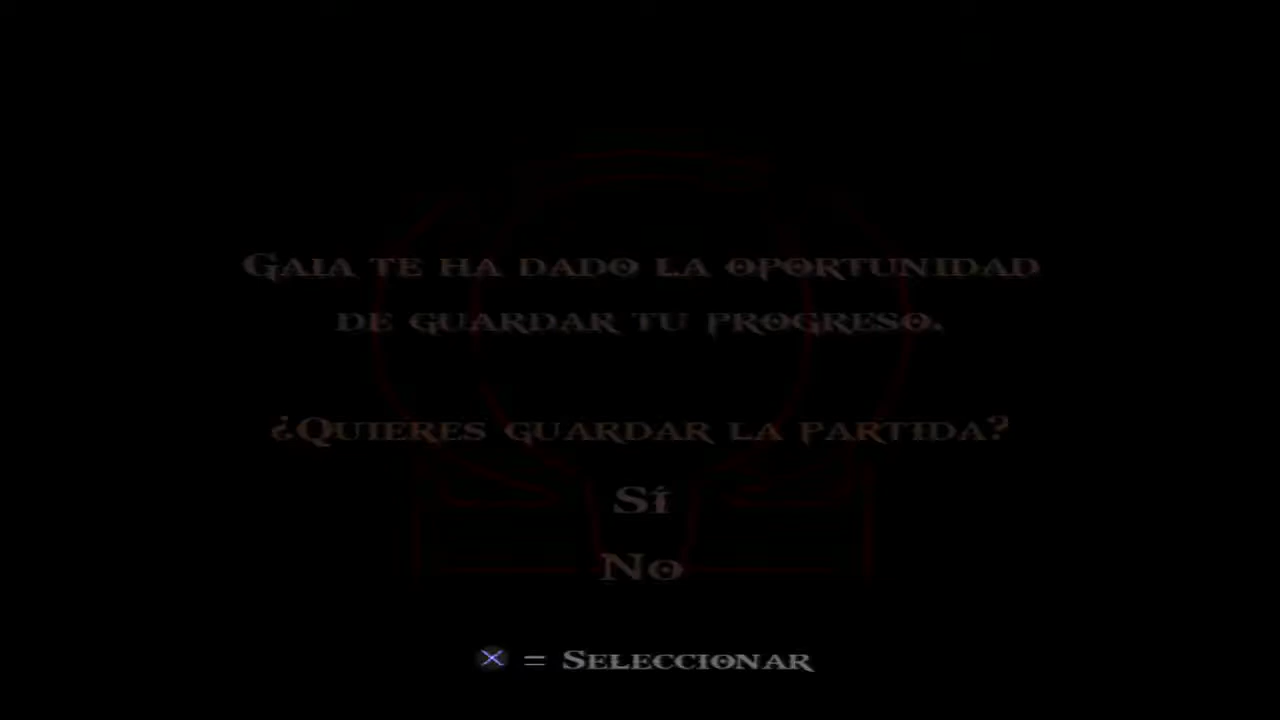 Gaia te ha dado la oportunidad
de guardar tu progreso.
¿Quieres guardar la partida?
Sí
No
X = Seleccionar